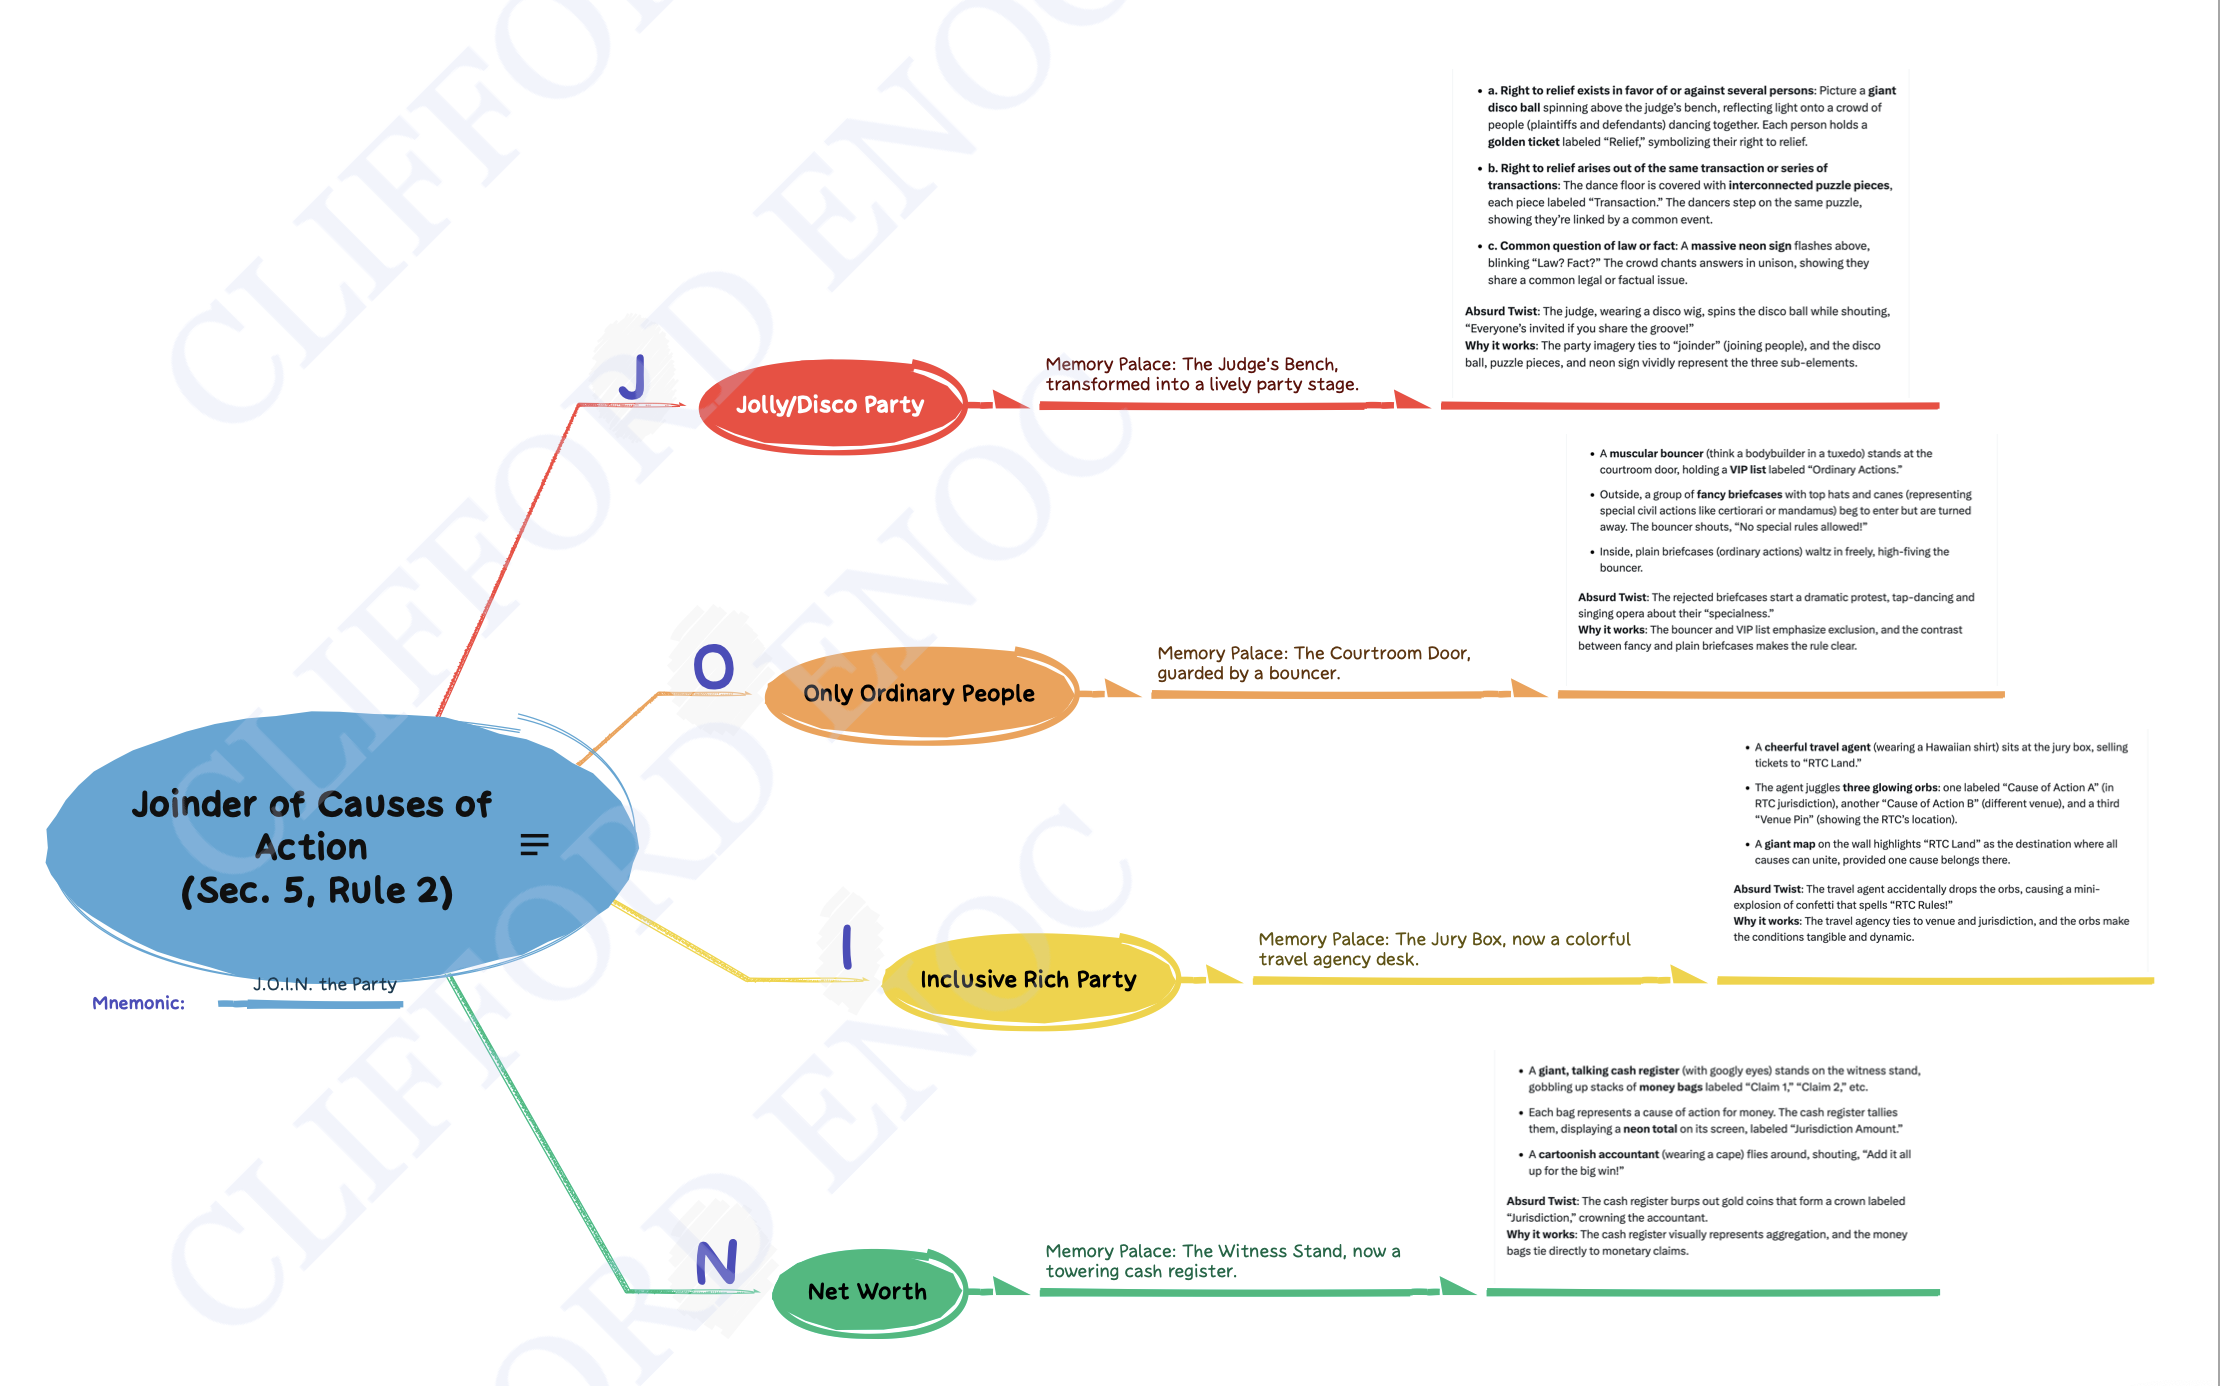 Joinder of Causes of
Action
(Sec. 5, Rule 2)
Mnemonic:
J.O.I.N. the Party
J
Jolly/Disco Party
Memory Palace: The Judge's Bench,
transformed into a lively party stage.
• a. Right to relief exists in favor of or against several persons: Picture a giant
disco ball spinning above the judge's bench, reflecting light onto a crowd of
people (plaintiffs and defendants) dancing together. Each person holds a
golden ticket labeled “Relief,” symbolizing their right to relief.
• b. Right to relief arises out of the same transaction or series of
transactions: The dance floor is covered with interconnected puzzle pieces,
each piece labeled “Transaction.” The dancers step on the same puzzle,
showing they're linked by a common event.
• c. Common question of law or fact: A massive neon sign flashes above,
blinking “Law? Fact?” The crowd chants answers in unison, showing they
share a common legal or factual issue.
Absurd Twist: The judge, wearing a disco wig, spins the disco ball while shouting,
“Everyone's invited if you share the groove!”
Why it works: The party imagery ties to “joinder” (joining people), and the disco
ball, puzzle pieces, and neon sign vividly represent the three sub-elements.
O
Only Ordinary People
Memory Palace: The Courtroom Door,
guarded by a bouncer.
• A muscular bouncer (think a bodybuilder in a tuxedo) stands at the
courtroom door, holding a VIP list labeled “Ordinary Actions.”
• Outside, a group of fancy briefcases with top hats and canes (representing
special civil actions like certiorari or mandamus) beg to enter but are turned
away. The bouncer shouts, “No special rules allowed!”
• Inside, plain briefcases (ordinary actions) waltz in freely, high-fiving the
bouncer.
Absurd Twist: The rejected briefcases start a dramatic protest, tap-dancing and
singing opera about their “specialness.”
Why it works: The bouncer and VIP list emphasize exclusion, and the contrast
between fancy and plain briefcases makes the rule clear.
I
Inclusive Rich Party
Memory Palace: The Jury Box, now a colorful
travel agency desk.
• A cheerful travel agent (wearing a Hawaiian shirt) sits at the jury box, selling
tickets to “RTC Land.”
• The agent juggles three glowing orbs: one labeled “Cause of Action A” (in
RTC jurisdiction), another “Cause of Action B” (different venue), and a third
“Venue Pin” (showing the RTC's location).
• A giant map on the wall highlights “RTC Land” as the destination where all
causes can unite, provided one cause belongs there.
Absurd Twist: The travel agent accidentally drops the orbs, causing a mini-
explosion of confetti that spells “RTC Rules!”
Why it works: The travel agency ties to venue and jurisdiction, and the orbs make
the conditions tangible and dynamic.
N
Net Worth
Memory Palace: The Witness Stand, now a
towering cash register.
• A giant, talking cash register (with googly eyes) stands on the witness stand,
gobbling up stacks of money bags labeled “Claim 1,” “Claim 2,” etc.
• Each bag represents a cause of action for money. The cash register tallies
them, displaying a neon total on its screen, labeled “Jurisdiction Amount.”
• A cartoonish accountant (wearing a cape) flies around, shouting, “Add it all
up for the big win!”
Absurd Twist: The cash register burps out gold coins that form a crown labeled
“Jurisdiction,” crowning the accountant.
Why it works: The cash register visually represents aggregation, and the money
bags tie directly to monetary claims.
CLIFFORD ENOC
CLIFFORD ENOC
CLIFFORD ENOC